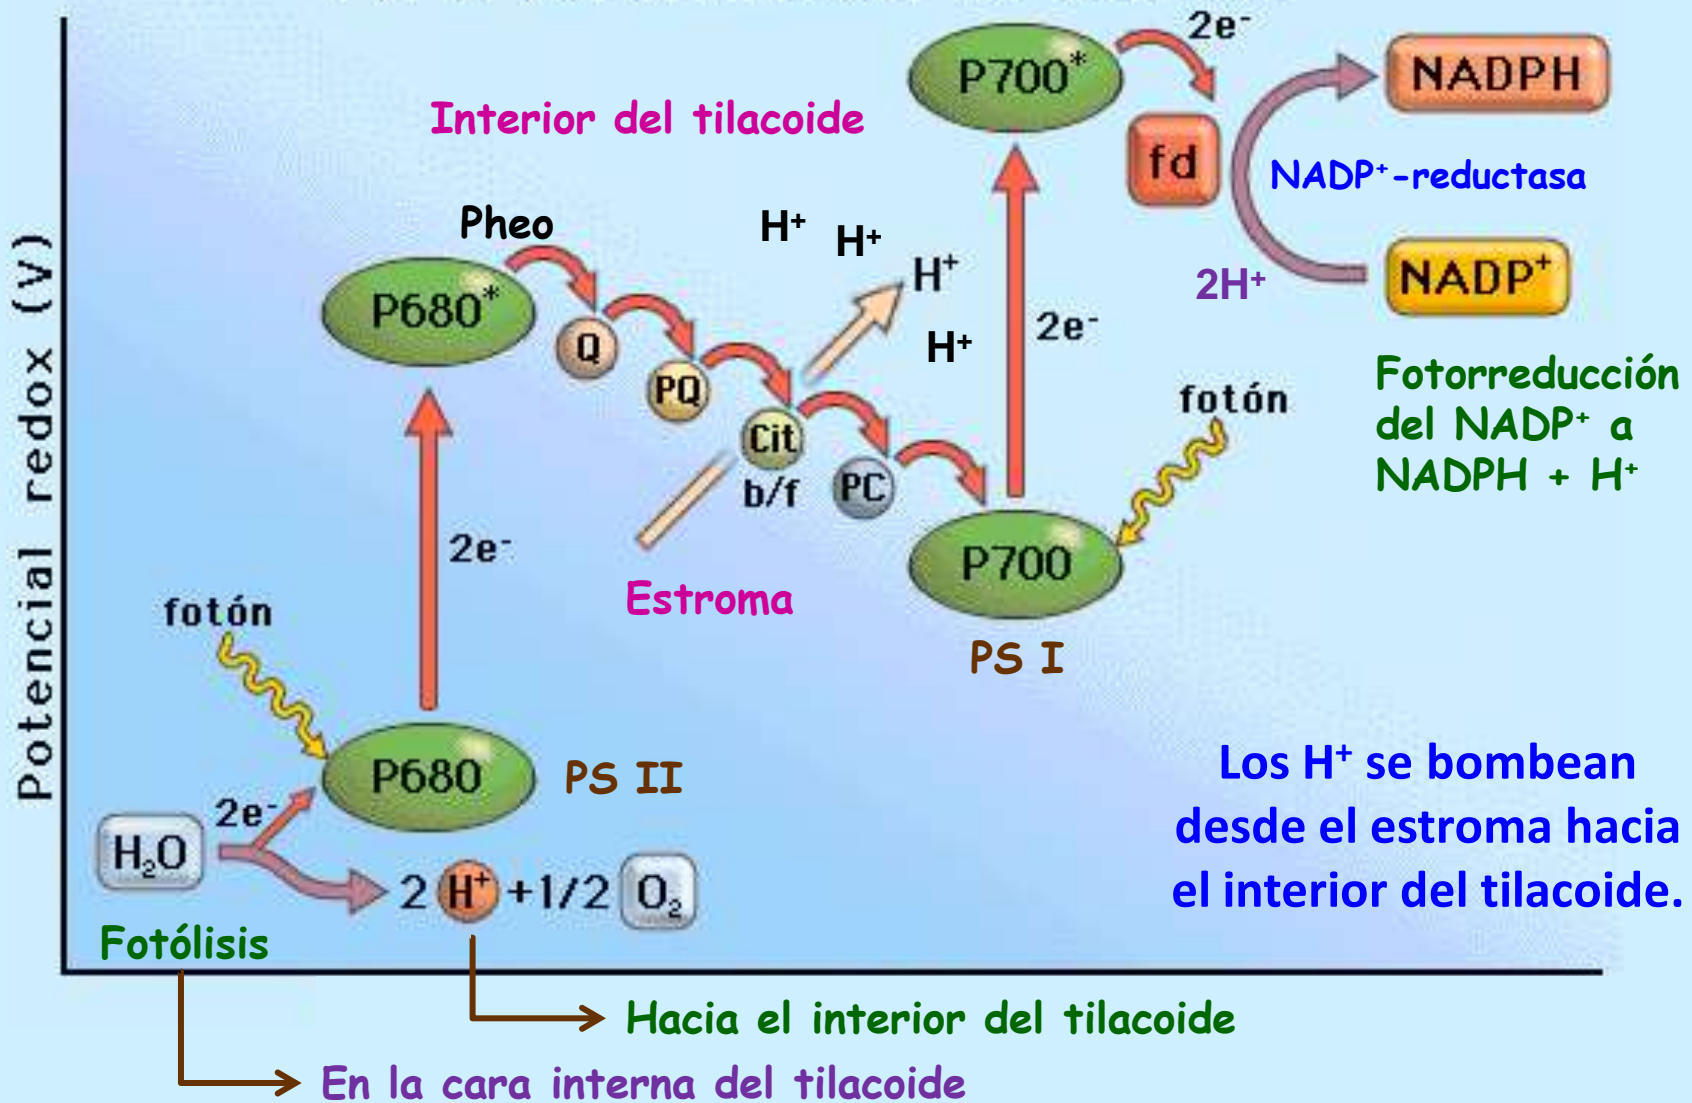 2e⁻
P700*
NADPH
Interior del tilacoide
fd
NADP⁺-reductasa
Pheo
H⁺
H⁺
H⁺
H⁺
2H⁺
NADP⁺
P680*
Q
PQ
Cit
b/f
PC
2e⁻
fotón
Fotorreducción
del NADP⁺ a
NADPH + H⁺
Potencial redox (V)
2e⁻
P700
Estroma
fotón
PS I
P680
PS II
Los H⁺ se bombean
desde el estroma hacia
el interior del tilacoide.
2e⁻
H₂O
2 H⁺ +1/2 O₂
Fotólisis
Hacia el interior del tilacoide
En la cara interna del tilacoide